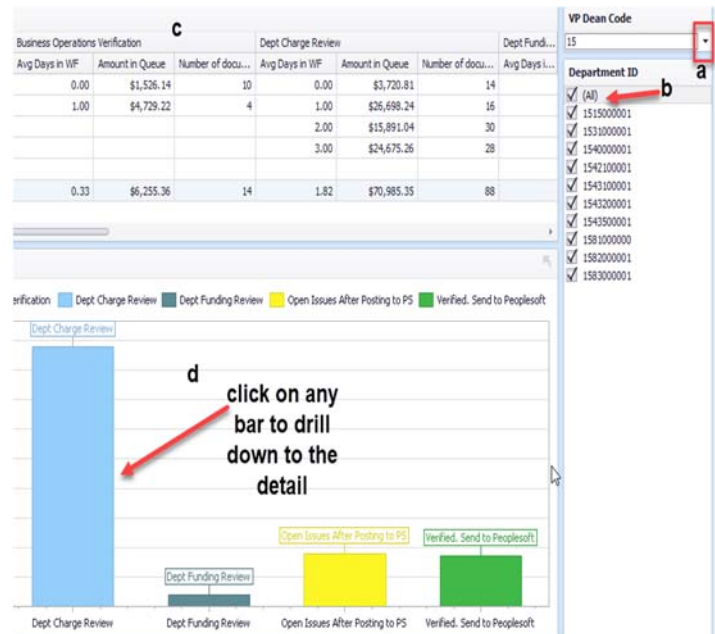 VP Dean Code
15
a
c
Business Operations Verification Dept Charge Review Dept Fundi...
Avg Days in WF Amount in Queue Number of docu... Avg Days in WF Amount in Queue Number of docu... Avg Days i...
0.00 $1,526.14 10 0.00 $3,720.81 14
1.00 $4,729.22 4 1.00 $26,698.24 16
2.00 $15,891.04 30
3.00 $24,675.26 28
0.33 $6,255.36 14 1.82 $70,985.35 88
Department ID
b
(All)
1515000001
1531000001
1540000001
1542100001
1543100001
1543200001
1543500001
1581000000
1582000001
1583000001
erification Dept Charge Review Dept Funding Review Open Issues After Posting to PS Verified. Send to Peoplesoft
Dept Charge Review
d
click on any
bar to drill
down to the
detail
Open Issues After Posting to PS
Verified. Send to Peoplesoft
Dept Funding Review
Dept Charge Review Dept Funding Review Open Issues After Posting to PS Verified. Send to Peoplesoft